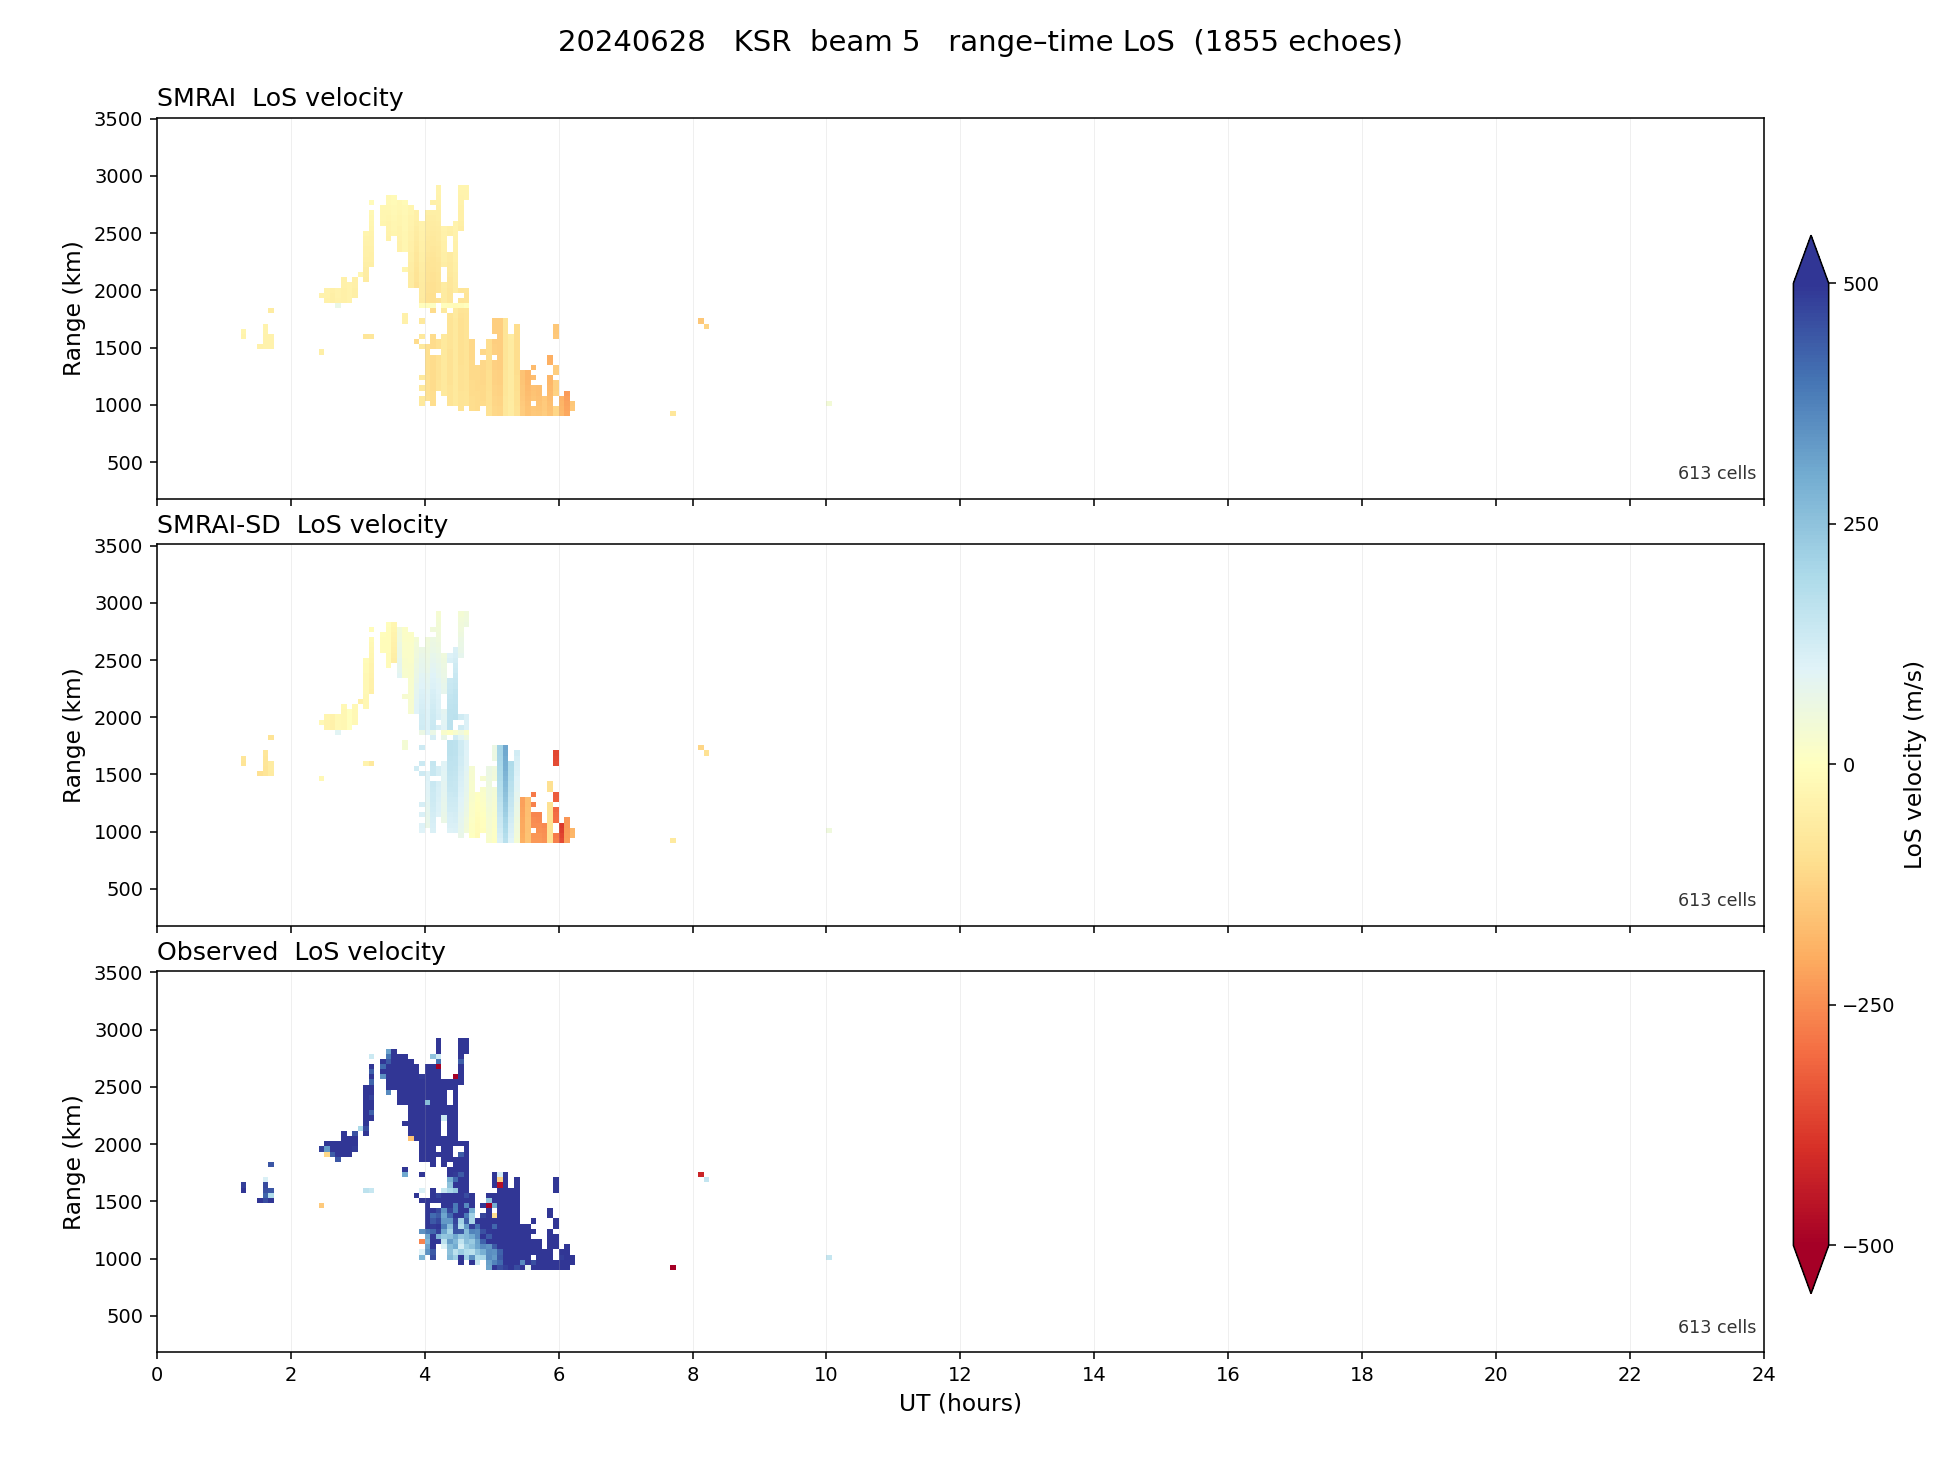 20240628   KSR  beam 5   range–time LoS  (1855 echoes)
SMRAI  LoS velocity
3500
3000
2500
2000
1500
1000
500
Range (km)
613 cells
SMRAI-SD  LoS velocity
3500
3000
2500
2000
1500
1000
500
Range (km)
613 cells
Observed  LoS velocity
3500
3000
2500
2000
1500
1000
500
Range (km)
613 cells
0 2 4 6 8 10 12 14 16 18 20 22 24
UT (hours)
500
250
0
−250
−500
LoS velocity (m/s)